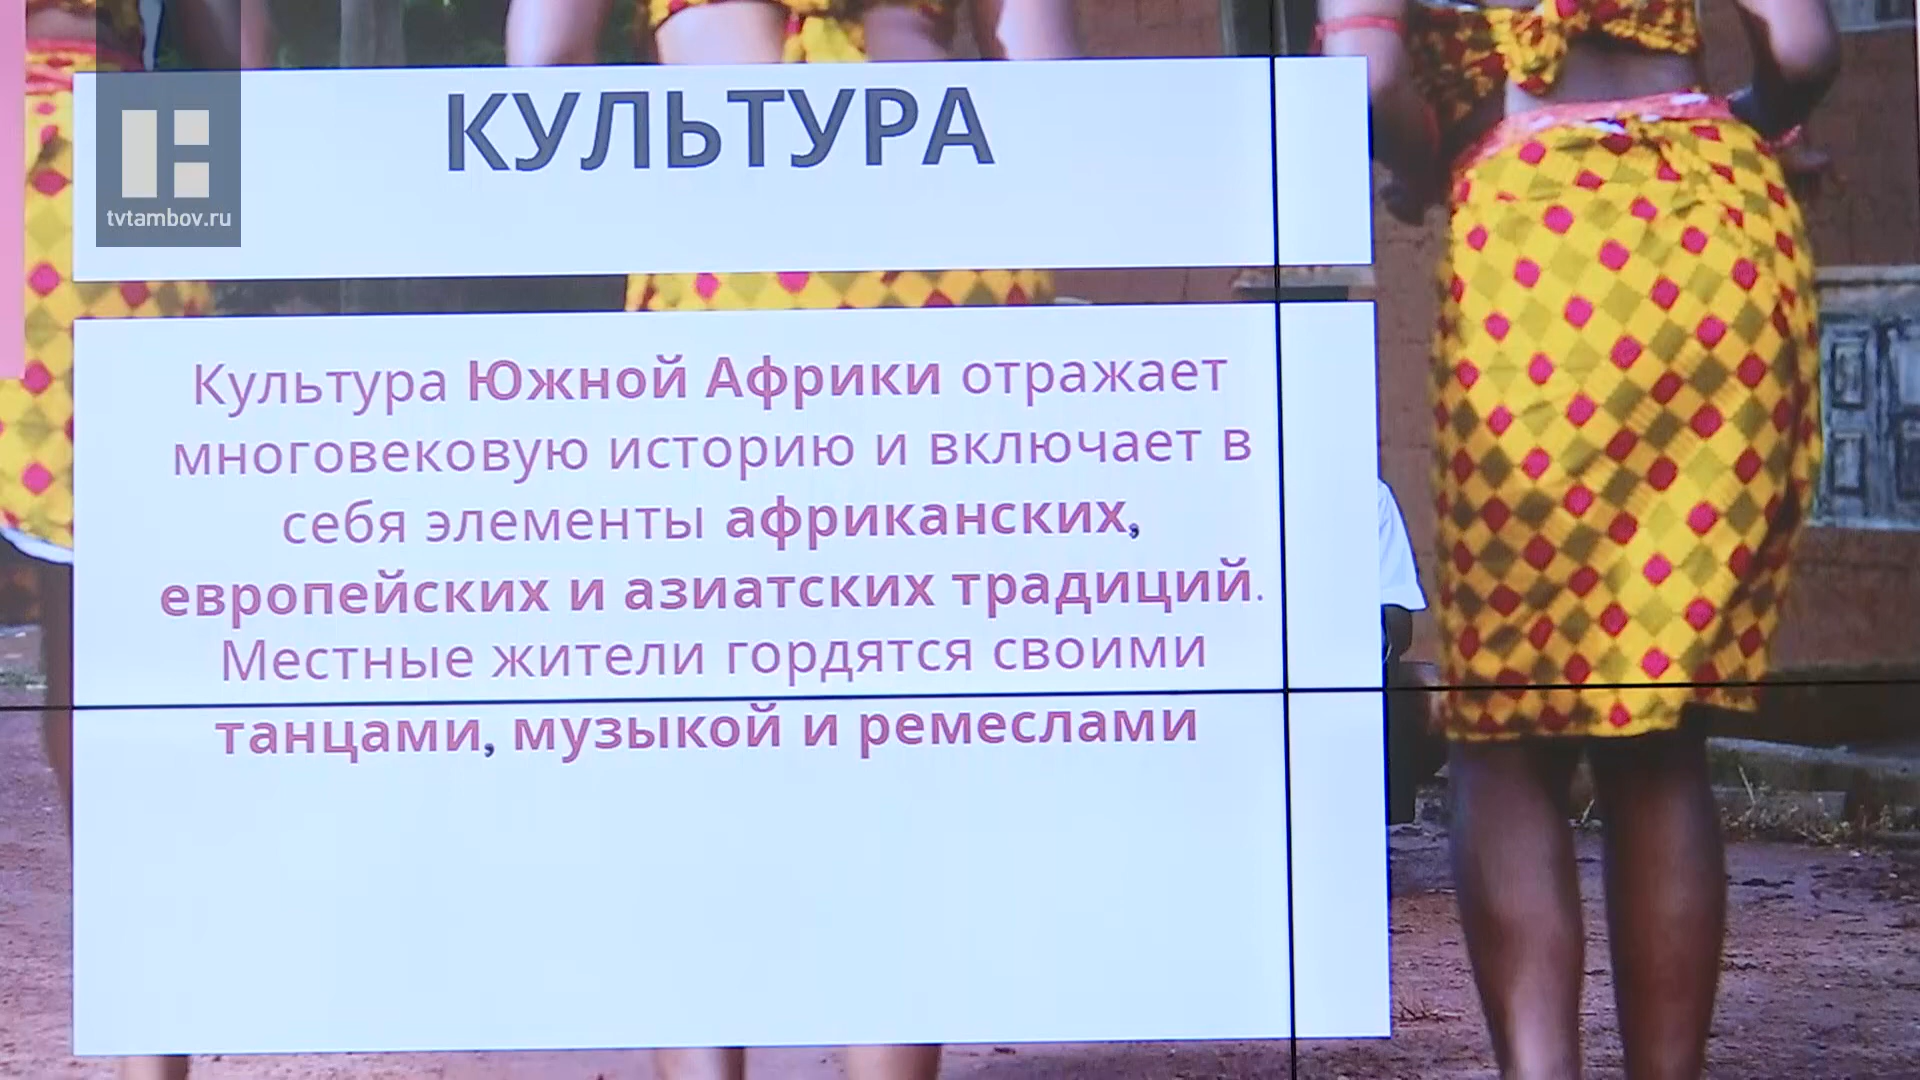 КУЛЬТУРА
tvtambov.ru
Культура Южной Африки отражает
многовековую историю и включает в
себя элементы африканских,
европейских и азиатских традиций.
Местные жители гордятся своими
танцами, музыкой и ремеслами